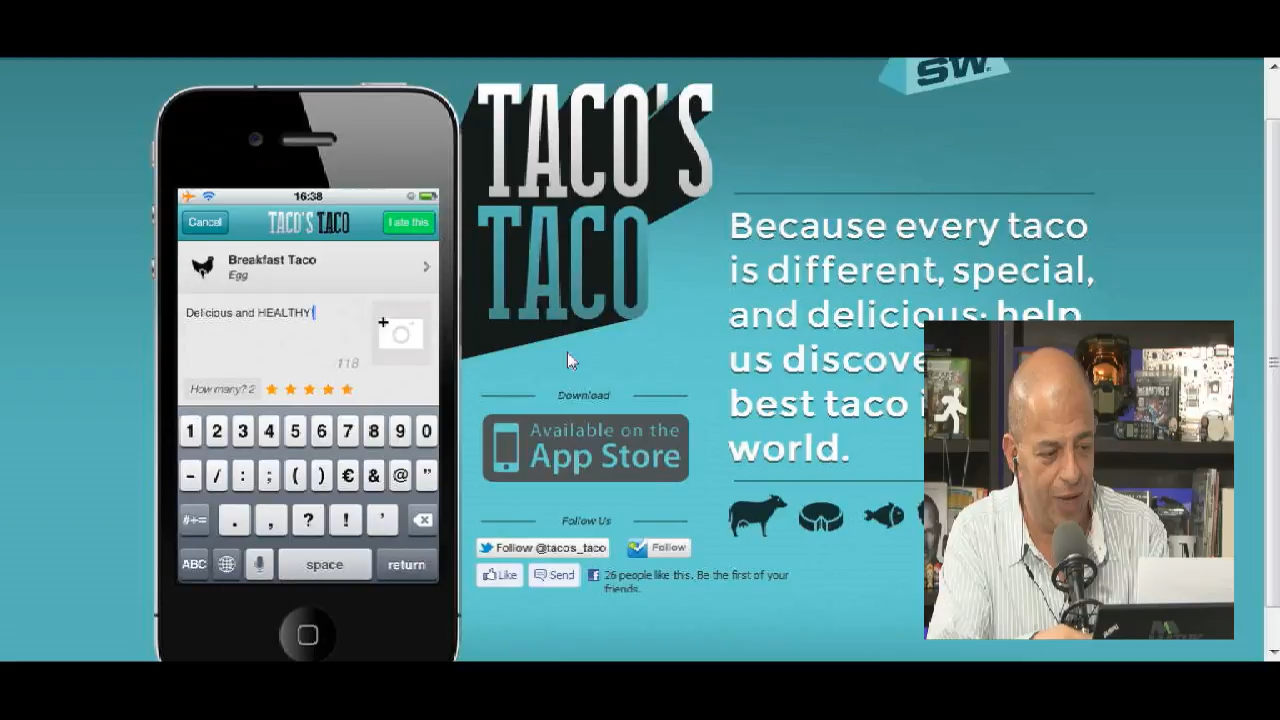 SW.
TACO'S
TACO
16:38
Cancel
TACO'S TACO
I ate this
Breakfast Taco
Egg
Delicious and HEALTHY
118
How many? 2
1 2 3 4 5 6 7 8 9 0
- / : ; ( ) € & @ "
#+= . , ? ! '
ABC space return
Download
Available on the
App Store
Follow Us
Follow @tacos_taco
Follow
Like
Send
26 people like this. Be the first of your
friends.
Because every taco
is different, special,
and delicious: help
us discove
best taco i
world.